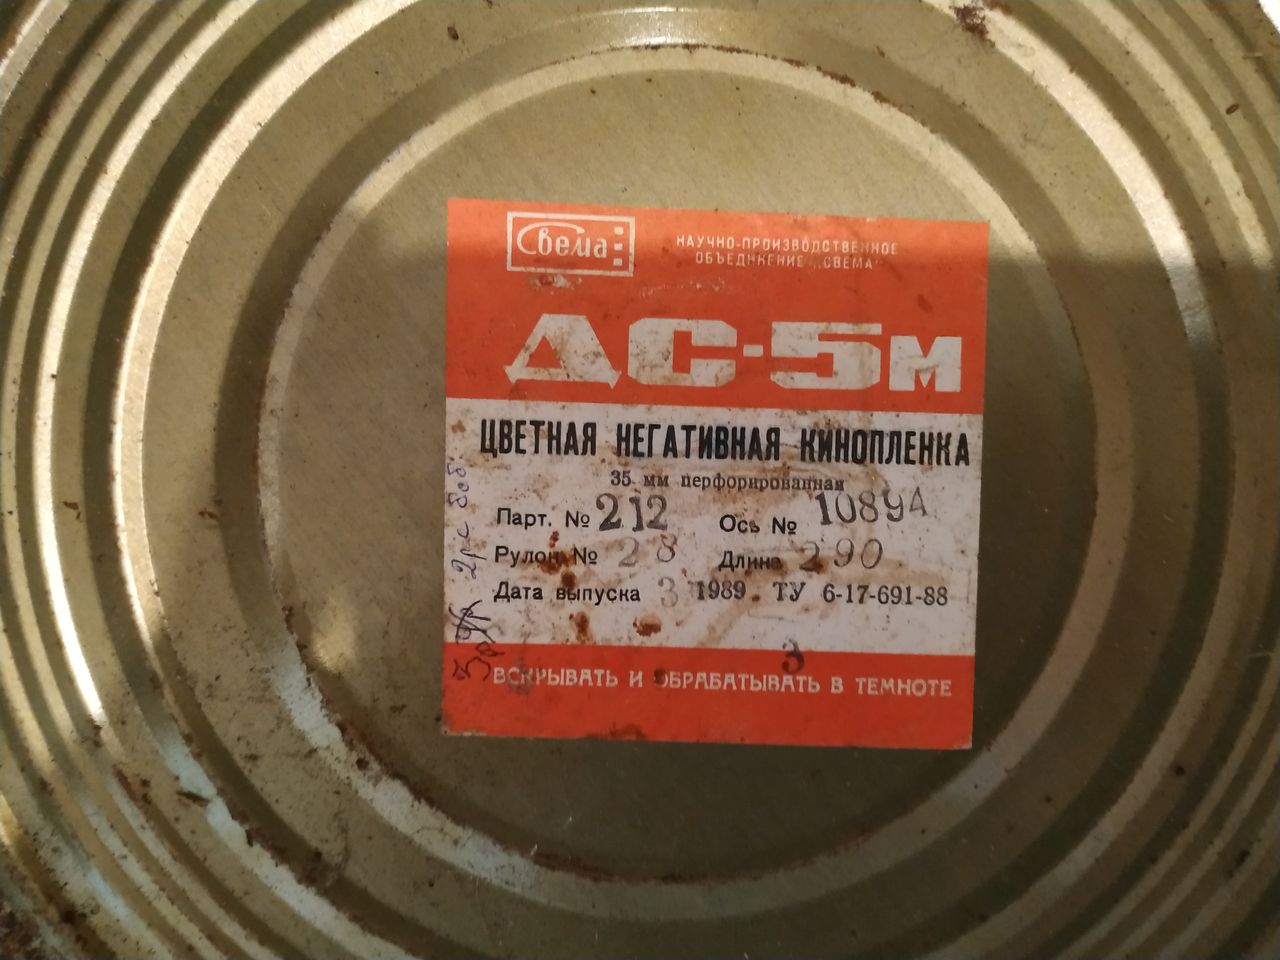 Свема
НАУЧНО-ПРОИЗВОДСТВЕННОЕ
ОБЪЕДИНЕНИЕ „СВЕМА“
ДС-5м
ЦВЕТНАЯ НЕГАТИВНАЯ КИНОПЛЕНКА
35 мм перфорированная
Парт. № 212 Ось № 10894
Рулон № 28 Длина 290
Дата выпуска 3 1989 ТУ 6-17-691-88
3
ВСКРЫВАТЬ И ОБРАБАТЫВАТЬ В ТЕМНОТЕ